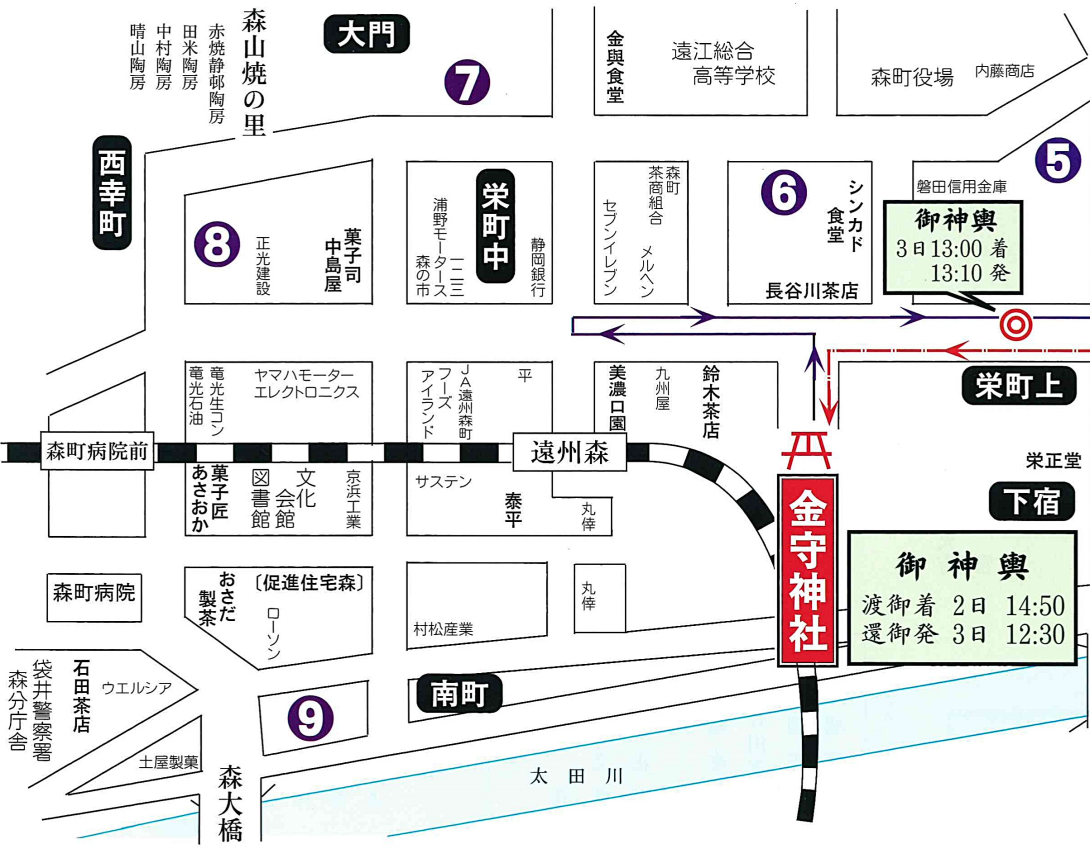 森山焼の里
赤焼静邨陶房
田米陶房
中村陶房
晴山陶房
大門
7
金與食堂
遠江総合
高等学校
森町役場
内藤商店
西幸町
8
正光建設
菓子司
中島屋
栄町中
浦野モータース
一二三
森の市
静岡銀行
森町
茶商組合
セブンイレブン
メルヘン
6
シンカド
食堂
長谷川茶店
磐田信用金庫
5
御神輿
3日13:00 着
13:10 発
竜光生コン
竜光石油
ヤマハモーター
エレクトロニクス
JA遠州森町
フーズ
アイランド
平
美濃口園
九州屋
鈴木茶店
栄町上
森町病院前
遠州森
栄正堂
下宿
菓子匠
あさおか
図書館
文化
会館
京浜工業
サステン
泰平
丸倖
金守神社
御神輿
渡御着 2日 14:50
還御発 3日 12:30
森町病院
おさだ
製茶
〔促進住宅森〕
ローソン
村松産業
丸倖
袋井警察署
森分庁舎
石田茶店
ウエルシア
南町
9
土屋製菓
森大橋
太田川